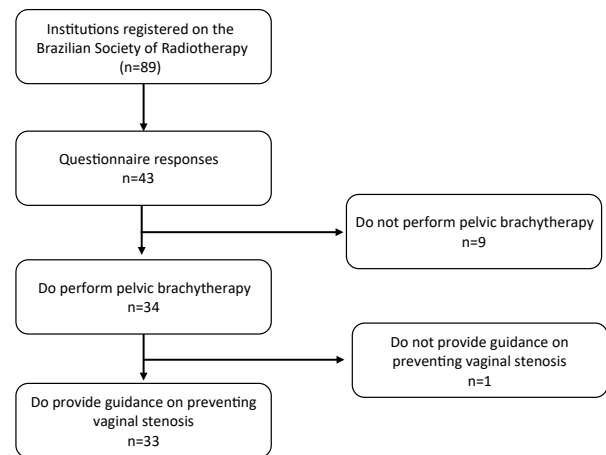 Institutions registered on the
Brazilian Society of Radiotherapy
(n=89)
Questionnaire responses
n=43
Do not perform pelvic brachytherapy
n=9
Do perform pelvic brachytherapy
n=34
Do not provide guidance on
preventing vaginal stenosis
n=1
Do provide guidance on preventing
vaginal stenosis
n=33